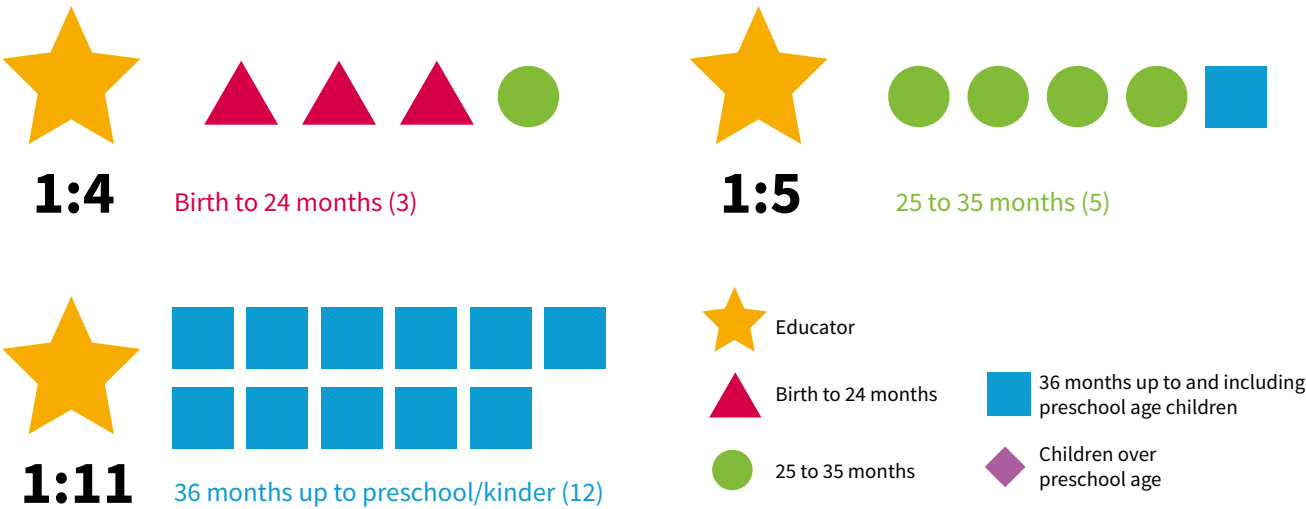 1:4
Birth to 24 months (3)
1:5
25 to 35 months (5)
1:11
36 months up to preschool/kinder (12)
Educator
Birth to 24 months
25 to 35 months
36 months up to and including
preschool age children
Children over
preschool age